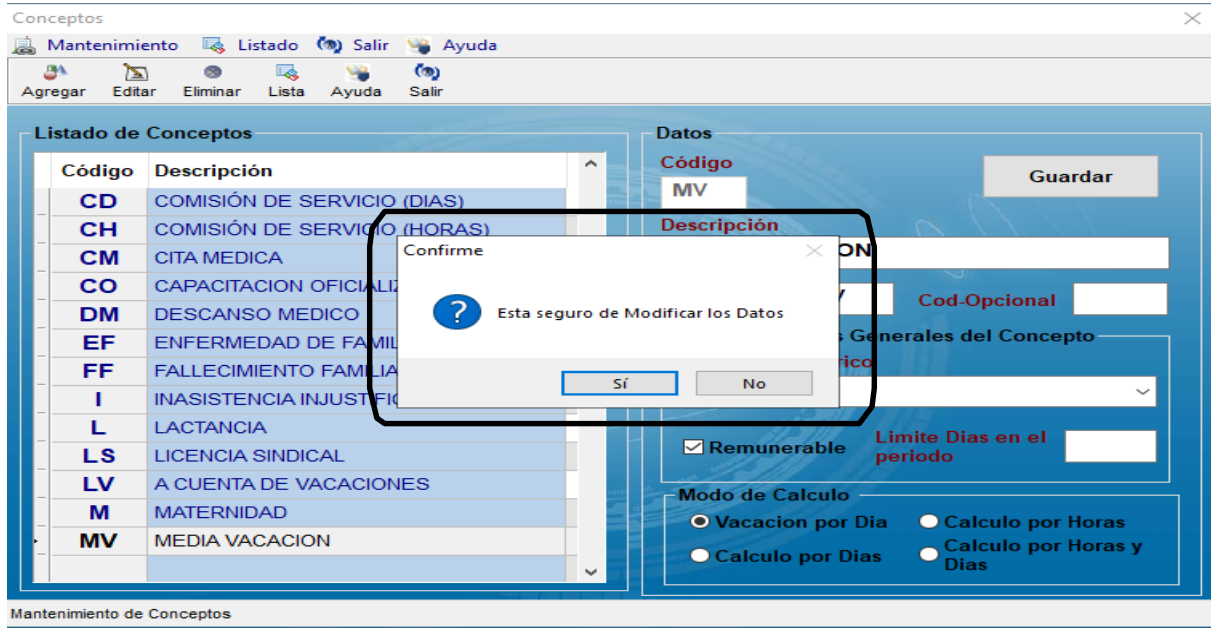 Conceptos
Mantenimiento Listado Salir Ayuda
Agregar Editar Eliminar Lista Ayuda Salir
Listado de Conceptos
Código Descripción
CD COMISIÓN DE SERVICIO (DIAS)
CH COMISIÓN DE SERVICIO (HORAS)
CM CITA MEDICA
CO CAPACITACION
DM DESCANSO MEDICO
EF ENFERMEDAD DE
FF FALLECIMIENTO
I INASISTENCIA
L LACTANCIA
LS LICENCIA SINDICAL
LV A CUENTA DE VACACIONES
M MATERNIDAD
MV MEDIA VACACION
Confirme
Esta seguro de Modificar los Datos
Sí No
Datos
Código
MV
Guardar
Descripción
ON
Cod-Opcional
Generales del Concepto
Remunerable
Limite Dias en el
periodo
Modo de Calculo
Vacacion por Dia Calculo por Horas
Calculo por Dias Calculo por Horas y
Dias
Mantenimiento de Conceptos